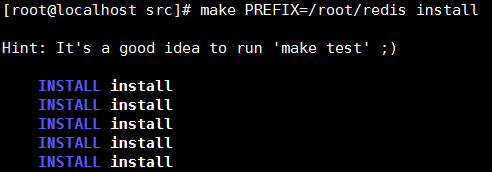 [root@localhost src]# make PREFIX=/root/redis install
Hint: It's a good idea to run 'make test' ;)
INSTALL install
INSTALL install
INSTALL install
INSTALL install
INSTALL install